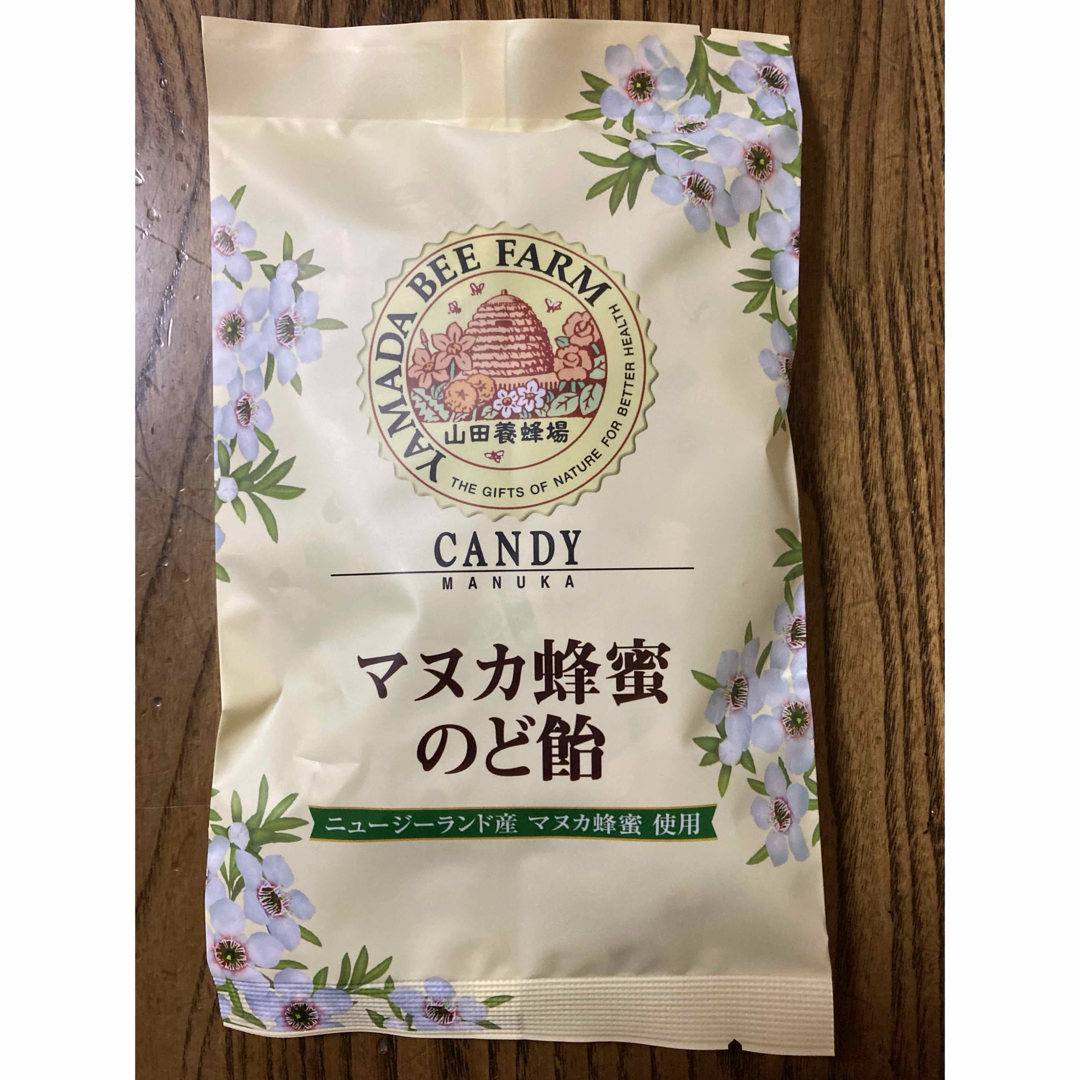 YAMADA BEE FARM
山田養蜂場
THE GIFTS OF NATURE FOR BETTER HEALTH
CANDY
MANUKA
マヌカ蜂蜜
のど飴
ニュージーランド産 マヌカ蜂蜜 使用